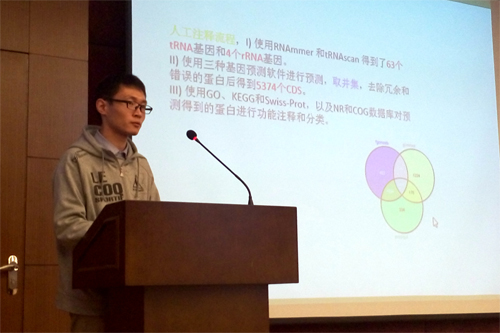 人工注释流程，I) 使用RNAmmer 和tRNAscan 得到了63个
tRNA基因和4个rRNA基因。
II) 使用三种基因预测软件进行预测，取并集，去除冗余和
错误的蛋白后得到5374个CDS。
III) 使用GO、KEGG和Swiss-Prot，以及NR和COG数据库对预
测得到的蛋白进行功能注释和分类。
LE
COQ
SPORTIF